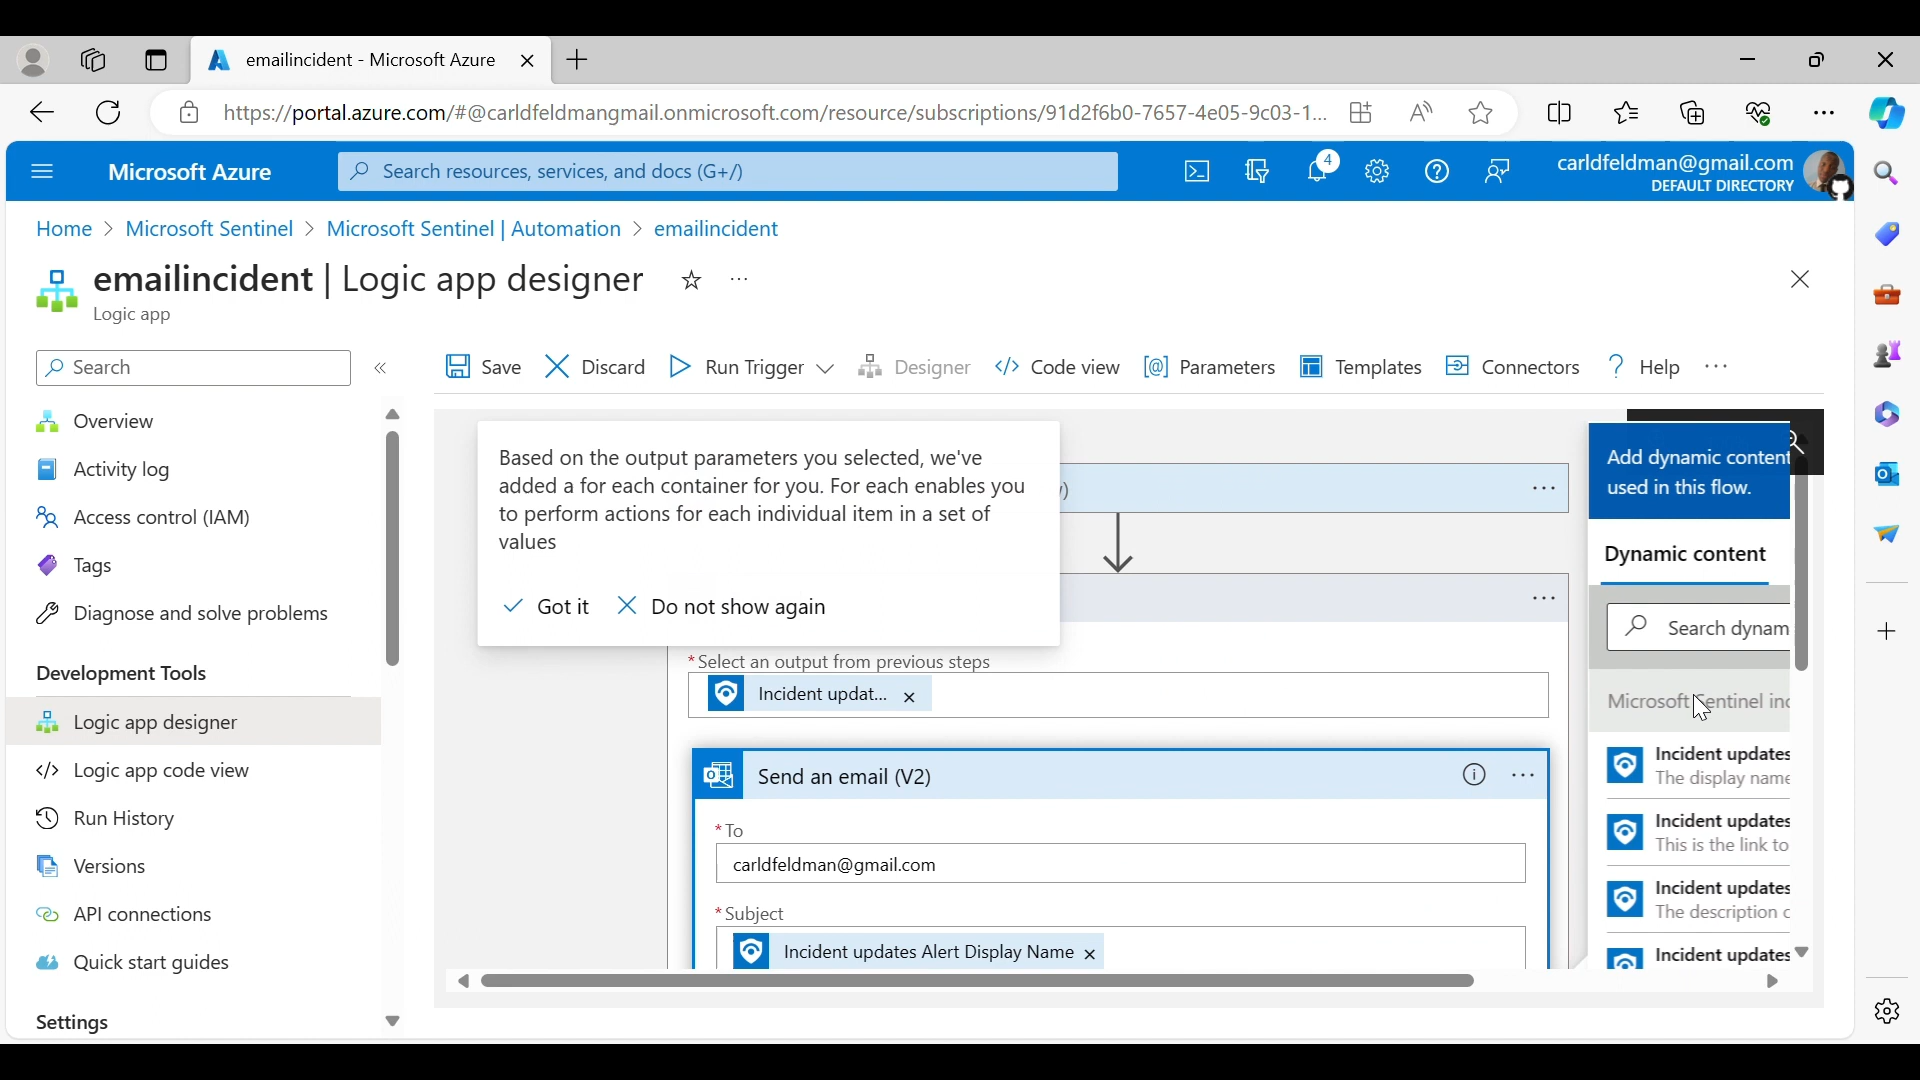 emailincident - Microsoft Azure
https://portal.azure.com/#@carldfeldmangmail.onmicrosoft.com/resource/subscriptions/91d2f6b0-7657-4e05-9c03-1...
Microsoft Azure
Search resources, services, and docs (G+/)
4
carldfeldman@gmail.com
DEFAULT DIRECTORY
Home > Microsoft Sentinel > Microsoft Sentinel | Automation > emailincident
emailincident | Logic app designer
Logic app
Search
Save
Discard
Run Trigger
Designer
Code view
Parameters
Templates
Connectors
Help
Overview
Activity log
Access control (IAM)
Tags
Diagnose and solve problems
Development Tools
Logic app designer
Logic app code view
Run History
Versions
API connections
Quick start guides
Settings
Based on the output parameters you selected, we've
added a for each container for you. For each enables you
to perform actions for each individual item in a set of
values
Got it
Do not show again
* Select an output from previous steps
Incident updat...
Send an email (V2)
* To
carldfeldman@gmail.com
* Subject
Incident updates Alert Display Name
Add dynamic content
used in this flow.
Dynamic content
Search dynam
Microsoft Sentinel inc
Incident updates
The display name
Incident updates
This is the link to
Incident updates
The description
Incident updates